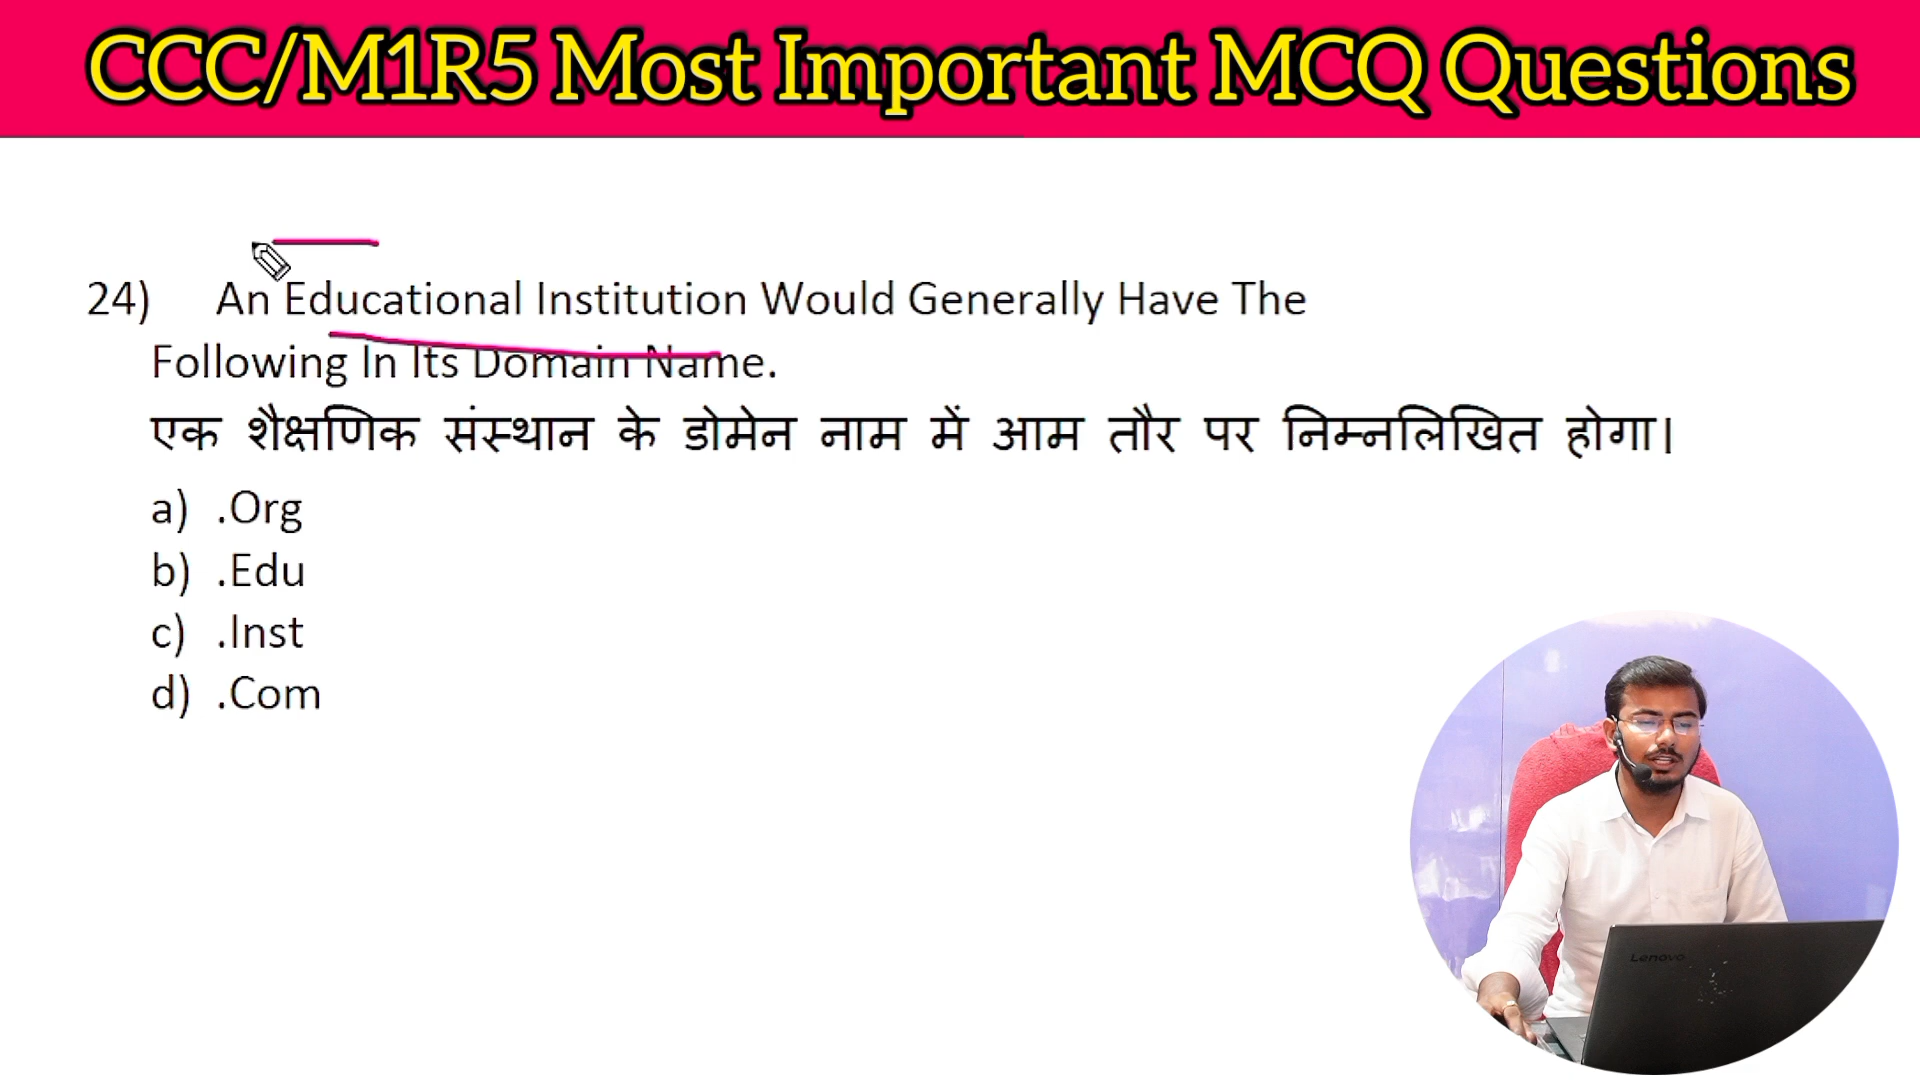 CCC/M1R5 Most Important MCQ Questions
24) An Educational Institution Would Generally Have The
Following In Its Domain Name.
एक शैक्षणिक संस्थान के डोमेन नाम में आम तौर पर निम्नलिखित होगा।
a) .Org
b) .Edu
c) .Inst
d) .Com
Lenovo